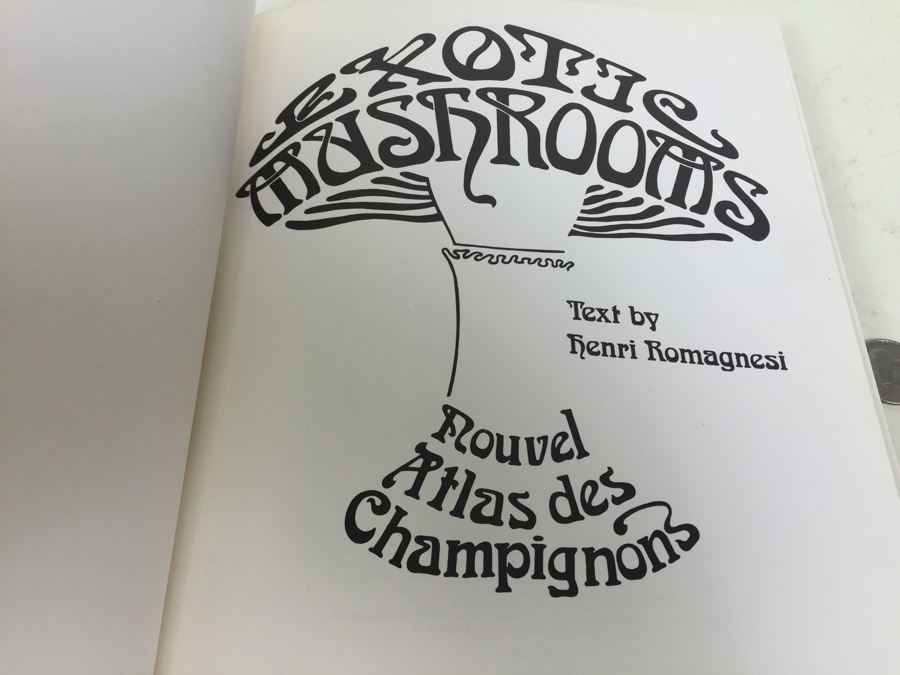 EXOTIC
MUSHROOMS
Text by
Henri Romagnesi
Nouvel
Atlas des
Champignons